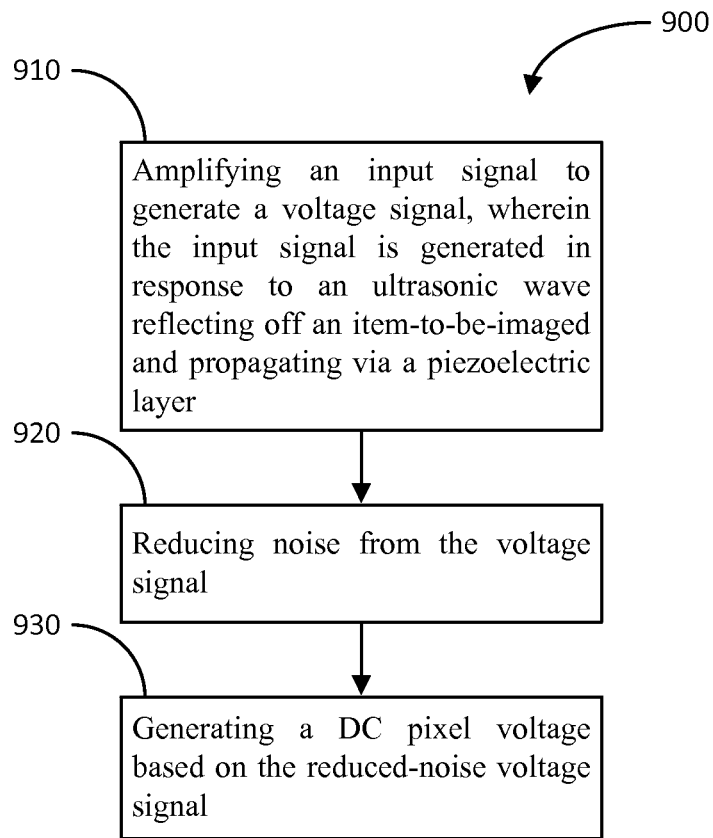 900
910
Amplifying an input signal to
generate a voltage signal, wherein
the input signal is generated in
response to an ultrasonic wave
reflecting off an item-to-be-imaged
and propagating via a piezoelectric
layer
920
Reducing noise from the voltage
signal
930
Generating a DC pixel voltage
based on the reduced-noise voltage
signal